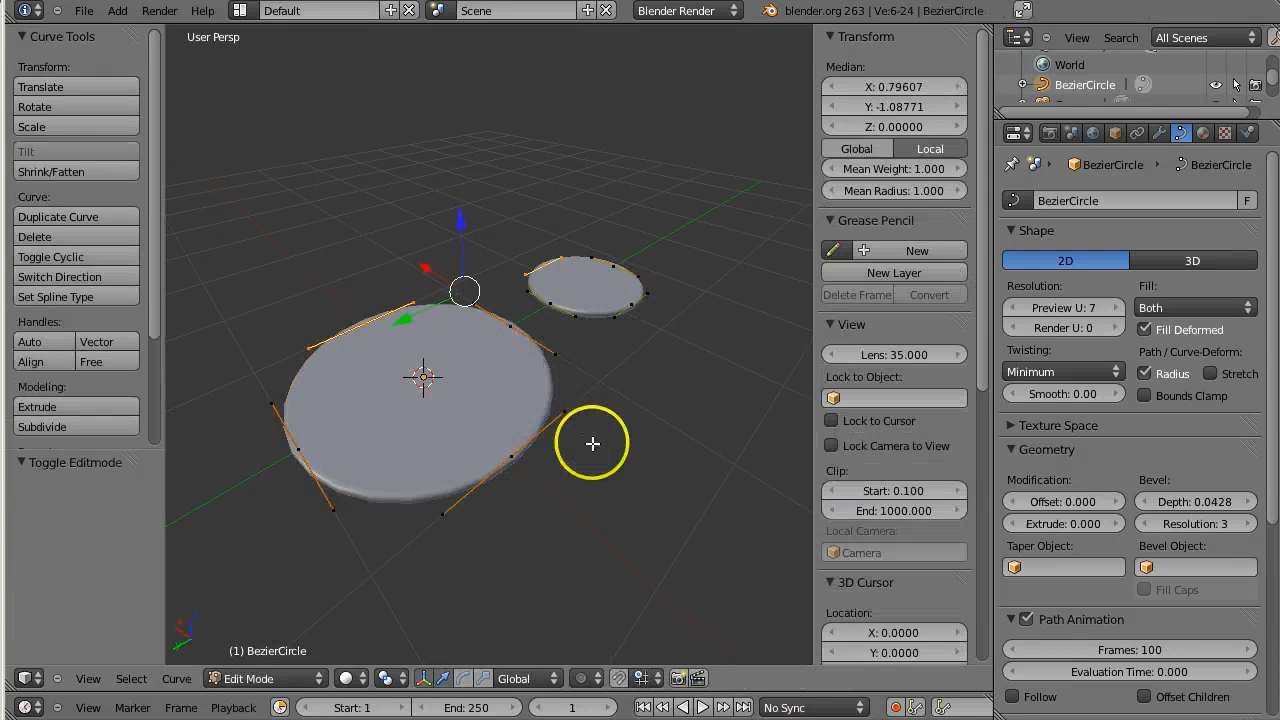 File Add Render Help Default Scene Blender Render blender.org 263 | Ve:6-24 | BezierCircle
Curve Tools
Transform:
Translate
Rotate
Scale
Tilt
Shrink/Fatten
Curve:
Duplicate Curve
Delete
Toggle Cyclic
Switch Direction
Set Spline Type
Handles:
Auto Vector
Align Free
Modeling:
Extrude
Subdivide
Toggle Editmode
User Persp
(1) BezierCircle
Transform
Median:
X: 0.79607
Y: -1.08771
Z: 0.00000
Global Local
Mean Weight: 1.000
Mean Radius: 1.000
Grease Pencil
New
New Layer
Delete Frame Convert
View
Lens: 35.000
Lock to Object:
Lock to Cursor
Lock Camera to View
Clip:
Start: 0.100
End: 1000.000
Local Camera:
Camera
3D Cursor
Location:
X: 0.0000
Y: 0.0000
View Search All Scenes
World
BezierCircle
BezierCircle BezierCircle
BezierCircle F
Shape
2D 3D
Resolution: Fill:
Preview U: 7 Both
Render U: 0 Fill Deformed
Twisting: Path / Curve-Deform:
Minimum Radius Stretch
Smooth: 0.00 Bounds Clamp
Texture Space
Geometry
Modification: Bevel:
Offset: 0.000 Depth: 0.0428
Extrude: 0.000 Resolution: 3
Taper Object: Bevel Object:
Fill Caps
Path Animation
Frames: 100
Evaluation Time: 0.000
Follow Offset Children
View Select Curve Edit Mode Global
View Marker Frame Playback Start: 1 End: 250 1 No Sync